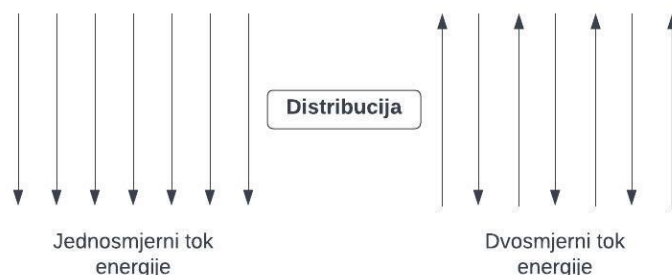 Distribucija
Jednosmjerni tok
energije
Dvosmjerni tok
energije